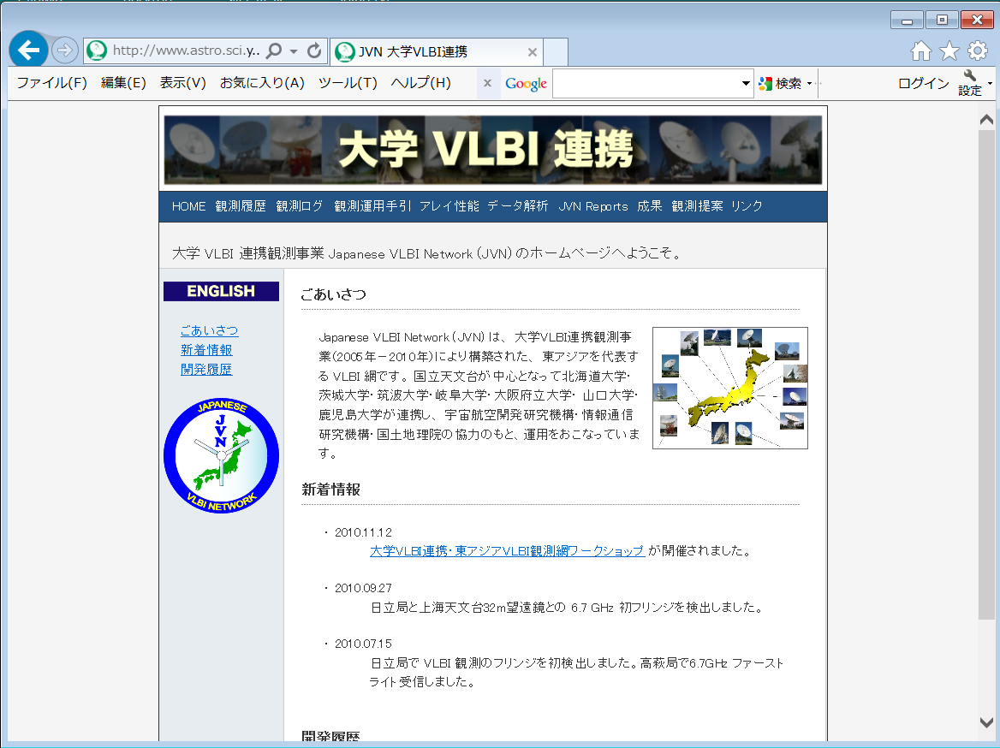 http://www.astro.sci.y..
JVN 大学VLBI連携
ファイル(F) 編集(E) 表示(V) お気に入り(A) ツール(T) ヘルプ(H)
x Google 検索 ログイン 設定
大学 VLBI 連携
HOME 観測履歴 観測ログ 観測運用手引 アレイ性能 データ解析 JVN Reports 成果 観測提案 リンク
大学 VLBI 連携観測事業 Japanese VLBI Network (JVN) のホームページへようこそ。
ENGLISH
ごあいさつ
新着情報
開発履歴
JAPANESE
JVN
VLBI NETWORK
ごあいさつ
Japanese VLBI Network (JVN) は、大学VLBI連携観測事
業(2005年－2010年)により構築された、東アジアを代表す
る VLBI 網です。国立天文台が中心となって北海道大学・
茨城大学・筑波大学・岐阜大学・大阪府立大学・山口大学・
鹿児島大学が連携し、宇宙航空開発研究機構・情報通信
研究機構・国土地理院の協力のもと、運用をおこなっていま
す。
新着情報
・ 2010.11.12
大学VLBI連携・東アジアVLBI観測網ワークショップ が開催されました。
・ 2010.09.27
日立局と上海天文台32m望遠鏡との 6.7 GHz 初フリンジを検出しました。
・ 2010.07.15
日立局で VLBI 観測のフリンジを初検出しました。高萩局で6.7GHz ファースト
ライト受信しました。
開発履歴